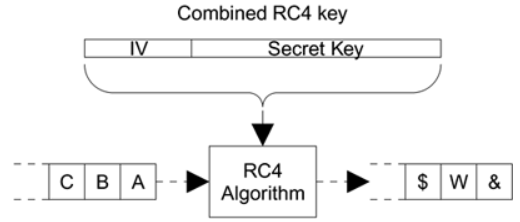 Combined RC4 key
IV Secret Key
C B A RC4 Algorithm $ W &